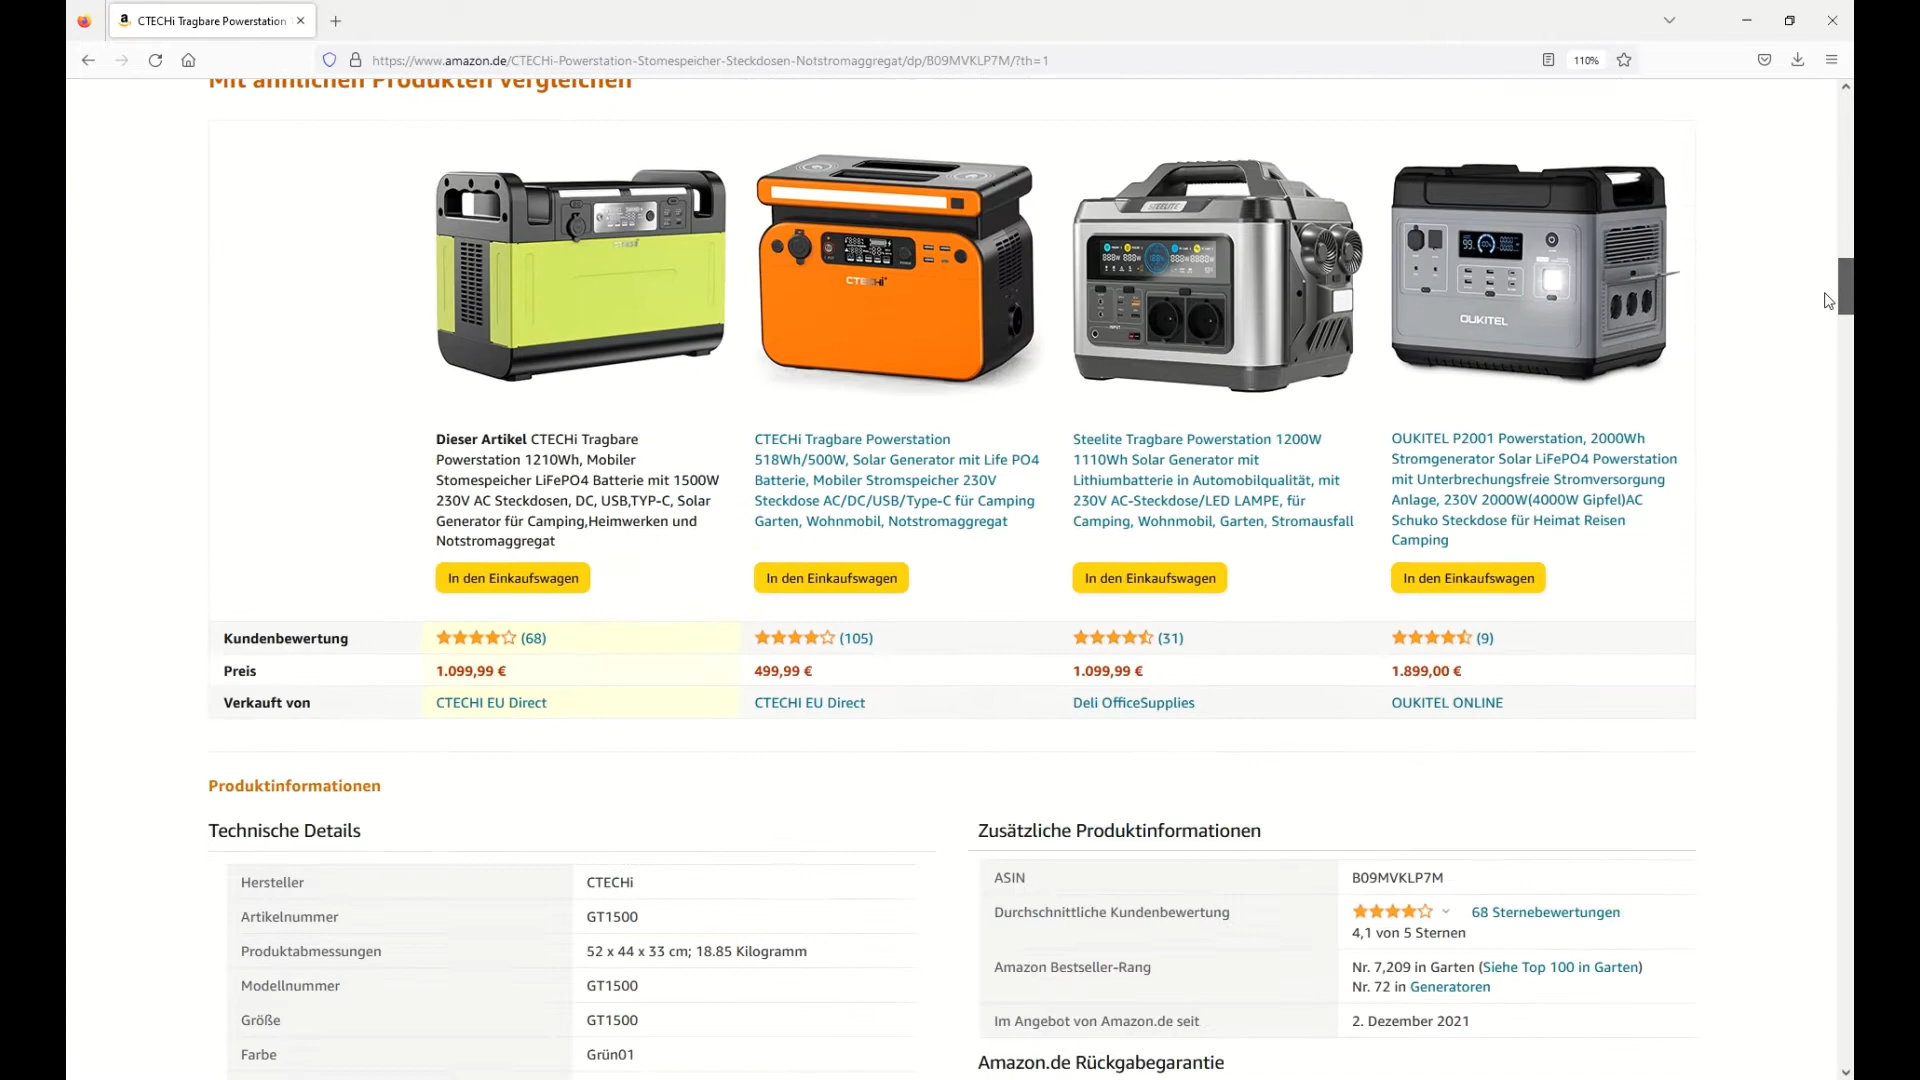 CTECHi Tragbare Powerstation
https://www.amazon.de/CTECHi-Powerstation-Stomespeicher-Steckdosen-Notstromaggregat/dp/B09MVKLP7M/?th=1
110%
Mit ähnlichen Produkten vergleichen
CTECHi
STEELITE
OUKITEL
Dieser Artikel CTECHi Tragbare
Powerstation 1210Wh, Mobiler
Stomespeicher LiFePO4 Batterie mit 1500W
230V AC Steckdosen, DC, USB,TYP-C, Solar
Generator für Camping,Heimwerken und
Notstromaggregat
CTECHi Tragbare Powerstation
518Wh/500W, Solar Generator mit Life PO4
Batterie, Mobiler Stromspeicher 230V
Steckdose AC/DC/USB/Type-C für Camping
Garten, Wohnmobil, Notstromaggregat
Steelite Tragbare Powerstation 1200W
1110Wh Solar Generator mit
Lithiumbatterie in Automobilqualität, mit
230V AC-Steckdose/LED LAMPE, für
Camping, Wohnmobil, Garten, Stromausfall
OUKITEL P2001 Powerstation, 2000Wh
Stromgenerator Solar LiFePO4 Powerstation
mit Unterbrechungsfreie Stromversorgung
Anlage, 230V 2000W(4000W Gipfel)AC
Schuko Steckdose für Heimat Reisen
Camping
In den Einkaufswagen In den Einkaufswagen In den Einkaufswagen In den Einkaufswagen
Kundenbewertung (68) (105) (31) (9)
Preis 1.099,99 € 499,99 € 1.099,99 € 1.899,00 €
Verkauft von CTECHI EU Direct CTECHI EU Direct Deli OfficeSupplies OUKITEL ONLINE
Produktinformationen
Technische Details
Hersteller CTECHi
Artikelnummer GT1500
Produktabmessungen 52 x 44 x 33 cm; 18.85 Kilogramm
Modellnummer GT1500
Größe GT1500
Farbe Grün01
Zusätzliche Produktinformationen
ASIN B09MVKLP7M
Durchschnittliche Kundenbewertung 68 Sternebewertungen
4,1 von 5 Sternen
Amazon Bestseller-Rang Nr. 7,209 in Garten (Siehe Top 100 in Garten)
Nr. 72 in Generatoren
Im Angebot von Amazon.de seit 2. Dezember 2021
Amazon.de Rückgabegarantie